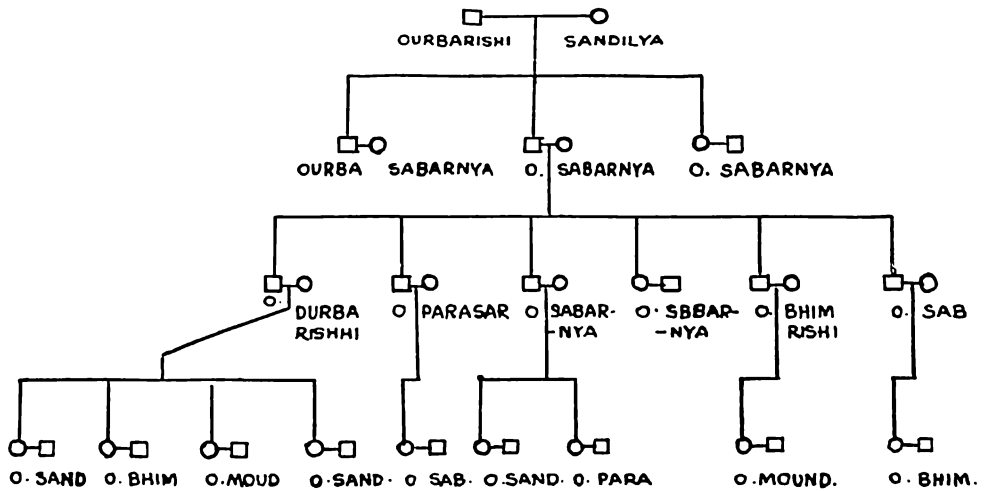 OURBARISHI SANDILYA
OURBA SABARNYA O. SABARNYA O. SABARNYA
O. DURBA RISHHI O PARASAR O SABAR- -NYA O. SBBAR- -NYA O. BHIM RISHI O. SAB
O. SAND O. BHIM O. MOUD O. SAND. O SAB. O. SAND. O. PARA O. MOUND. O. BHIM.